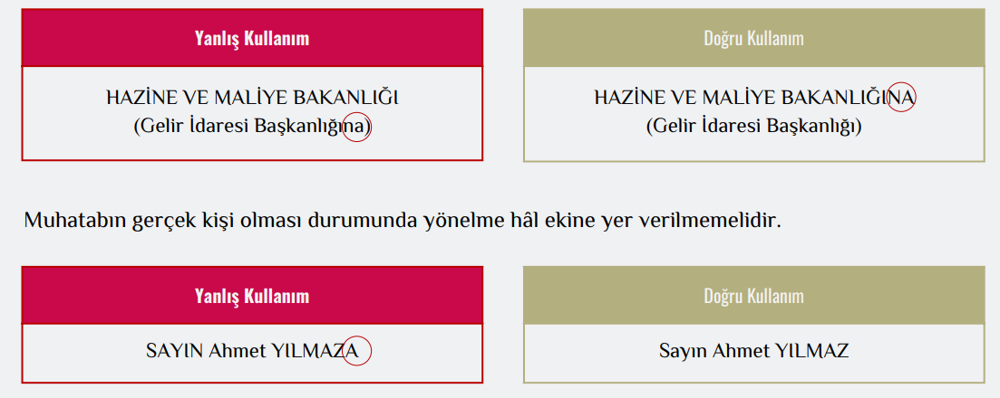 Yanlış Kullanım
HAZİNE VE MALİYE BAKANLIĞI
(Gelir İdaresi Başkanlığına)
Doğru Kullanım
HAZİNE VE MALİYE BAKANLIĞINA
(Gelir İdaresi Başkanlığı)
Muhatabın gerçek kişi olması durumunda yönelme hâl ekine yer verilmemelidir.
Yanlış Kullanım
SAYIN Ahmet YILMAZA
Doğru Kullanım
Sayın Ahmet YILMAZ